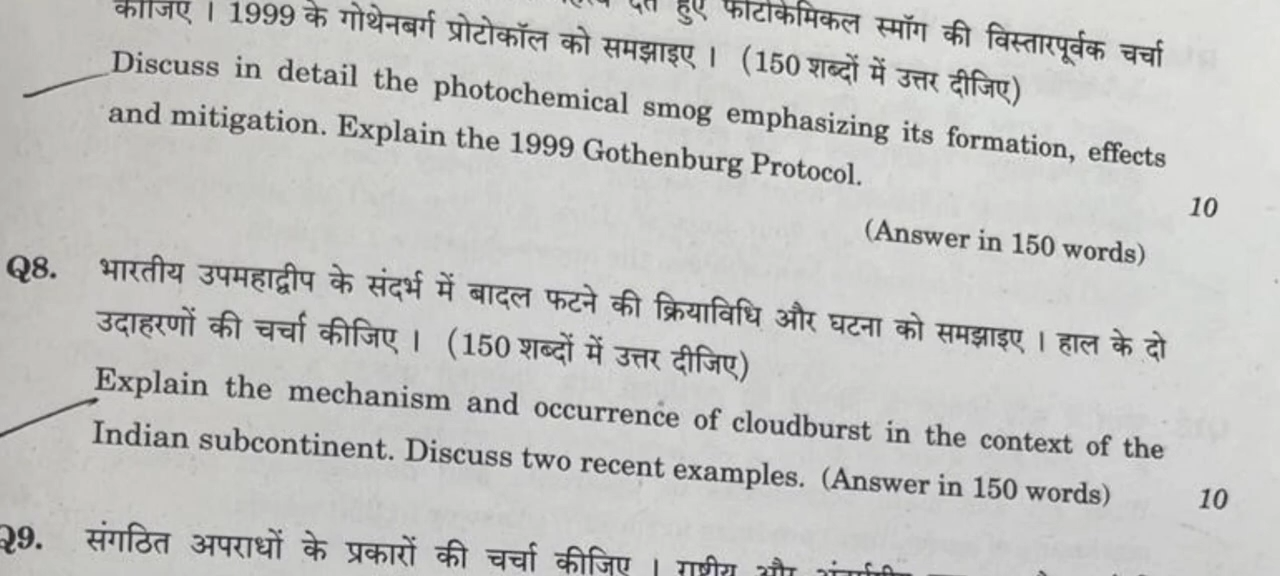 कीजिए । 1999 के गोथेनबर्ग प्रोटोकॉल को समझाइए । (150 शब्दों में उत्तर दीजिए)
हुए फोटोकेमिकल स्मॉग की विस्तारपूर्वक चर्चा
Discuss in detail the photochemical smog emphasizing its formation, effects
and mitigation. Explain the 1999 Gothenburg Protocol.
10
(Answer in 150 words)
Q8. भारतीय उपमहाद्वीप के संदर्भ में बादल फटने की क्रियाविधि और घटना को समझाइए । हाल के दो
उदाहरणों की चर्चा कीजिए । (150 शब्दों में उत्तर दीजिए)
Explain the mechanism and occurrence of cloudburst in the context of the
Indian subcontinent. Discuss two recent examples. (Answer in 150 words) 10
Q9. संगठित अपराधों के प्रकारों की चर्चा कीजिए । राष्ट्रीय और